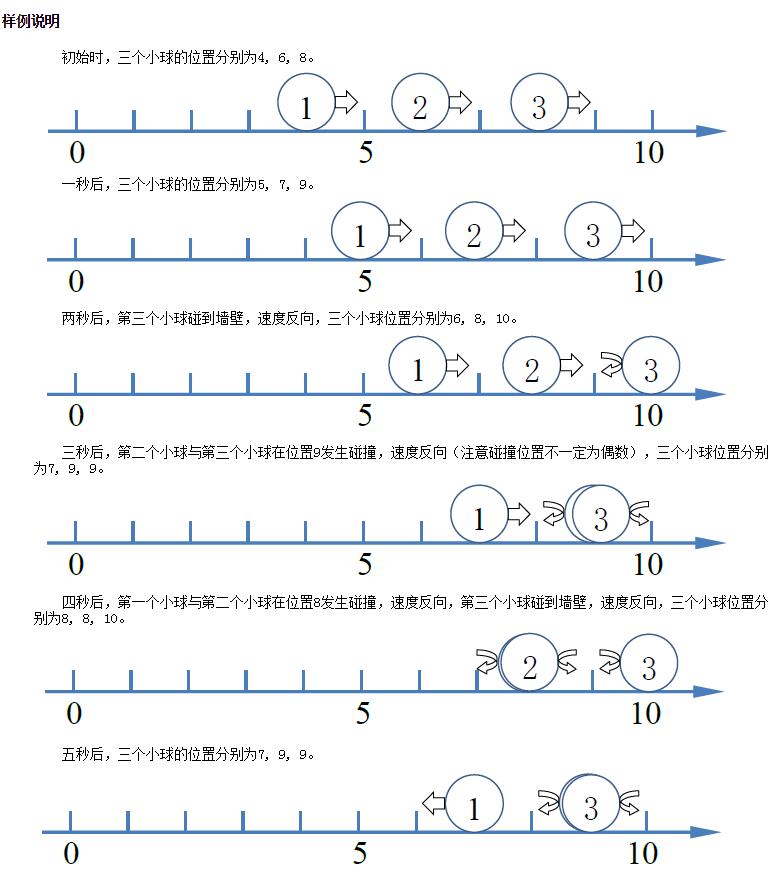 样例说明
初始时，三个小球的位置分别为4, 6, 8。
1 2 3
0 5 10
一秒后，三个小球的位置分别为5, 7, 9。
1 2 3
0 5 10
两秒后，第三个小球碰到墙壁，速度反向，三个小球位置分别为6, 8, 10。
1 2 3
0 5 10
三秒后，第二个小球与第三个小球在位置9发生碰撞，速度反向（注意碰撞位置不一定为偶数），三个小球位置分别
为7, 9, 9。
1 3
0 5 10
四秒后，第一个小球与第二个小球在位置8发生碰撞，速度反向，第三个小球碰到墙壁，速度反向，三个小球位置分
别为8, 8, 10。
2 3
0 5 10
五秒后，三个小球的位置分别为7, 9, 9。
1 3
0 5 10